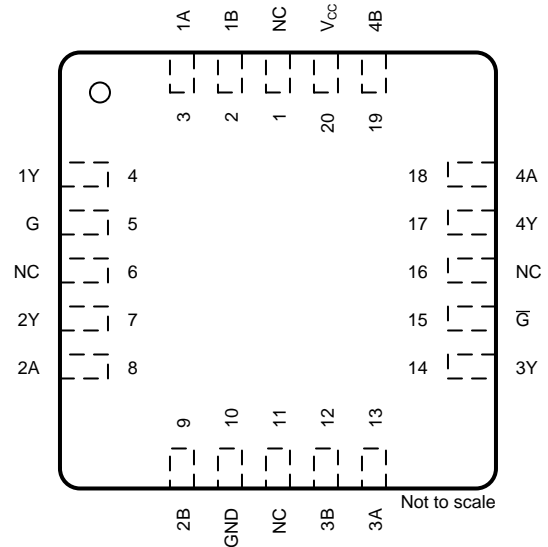 1A 1B NC VCC 4B
3 2 1 20 19
1Y 4 18 4A
G 5 17 4Y
NC 6 16 NC
2Y 7 15 G̅
2A 8 14 3Y
9 10 11 12 13
2B GND NC 3B 3A
Not to scale